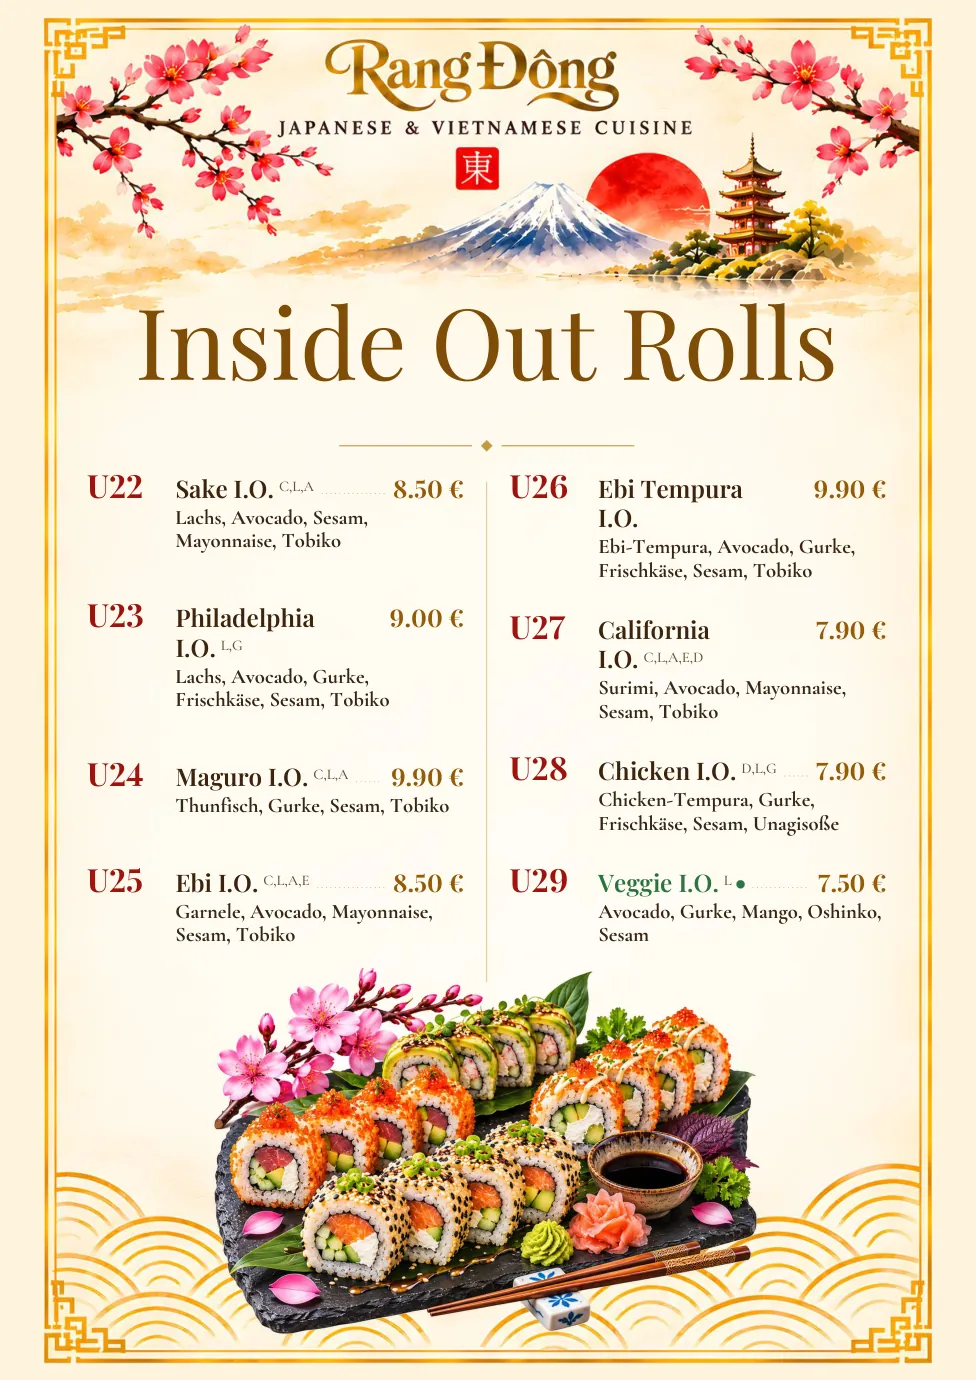 Rang Đông
JAPANESE & VIETNAMESE CUISINE
東
Inside Out Rolls
U22 Sake I.O. C,L,A 8.50 €
Lachs, Avocado, Sesam,
Mayonnaise, Tobiko
U23 Philadelphia 9.00 €
I.O. L,G
Lachs, Avocado, Gurke,
Frischkäse, Sesam, Tobiko
U24 Maguro I.O. C,L,A 9.90 €
Thunfisch, Gurke, Sesam, Tobiko
U25 Ebi I.O. C,L,A,E 8.50 €
Garnele, Avocado, Mayonnaise,
Sesam, Tobiko
U26 Ebi Tempura 9.90 €
I.O.
Ebi-Tempura, Avocado, Gurke,
Frischkäse, Sesam, Tobiko
U27 California 7.90 €
I.O. C,L,A,E,D
Surimi, Avocado, Mayonnaise,
Sesam, Tobiko
U28 Chicken I.O. D,L,G 7.90 €
Chicken-Tempura, Gurke,
Frischkäse, Sesam, Unagisoße
U29 Veggie I.O. L 7.50 €
Avocado, Gurke, Mango, Oshinko,
Sesam